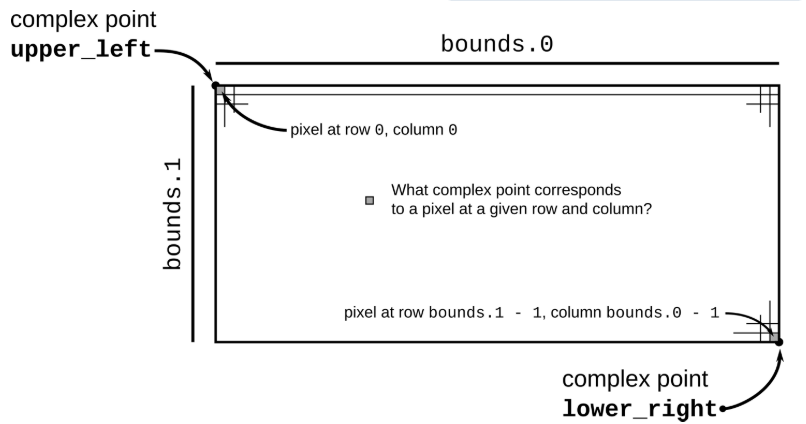 complex point
upper_left
bounds.0
pixel at row 0, column 0
bounds.1
What complex point corresponds
to a pixel at a given row and column?
pixel at row bounds.1 - 1, column bounds.0 - 1
complex point
lower_right